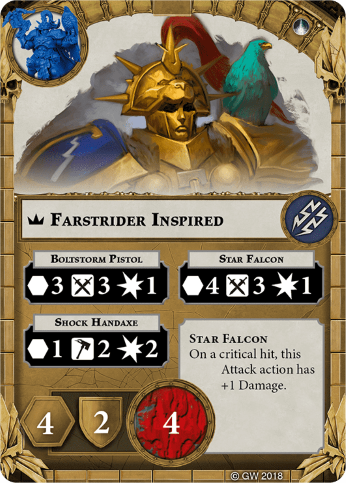 FARSTRIDER INSPIRED
BOLTSTORM PISTOL
3 3 1
STAR FALCON
4 3 1
SHOCK HANDAXE
1 2 2
STAR FALCON
On a critical hit, this
Attack action has
+1 Damage.
4 2 4
© GW 2018